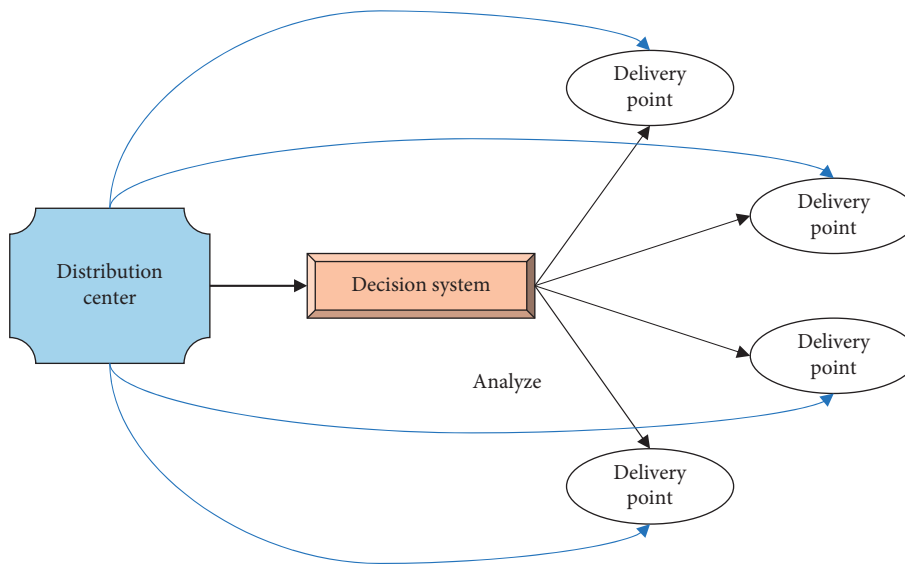 Delivery
point
Delivery
point
Distribution
center
Decision system
Delivery
point
Analyze
Delivery
point